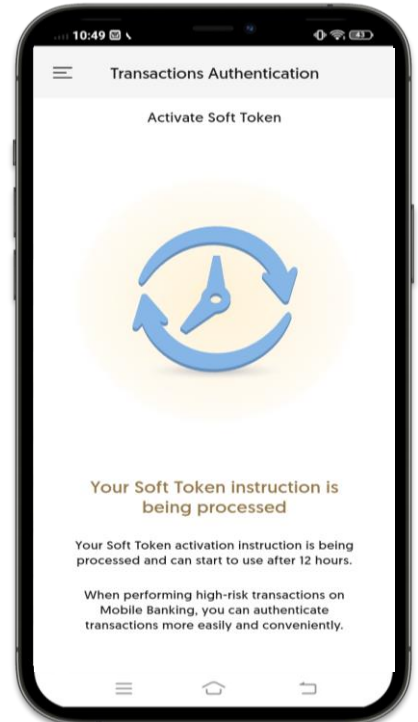 10:49
43
Transactions Authentication
Activate Soft Token
Your Soft Token instruction is
being processed
Your Soft Token activation instruction is being
processed and can start to use after 12 hours.
When performing high-risk transactions on
Mobile Banking, you can authenticate
transactions more easily and conveniently.